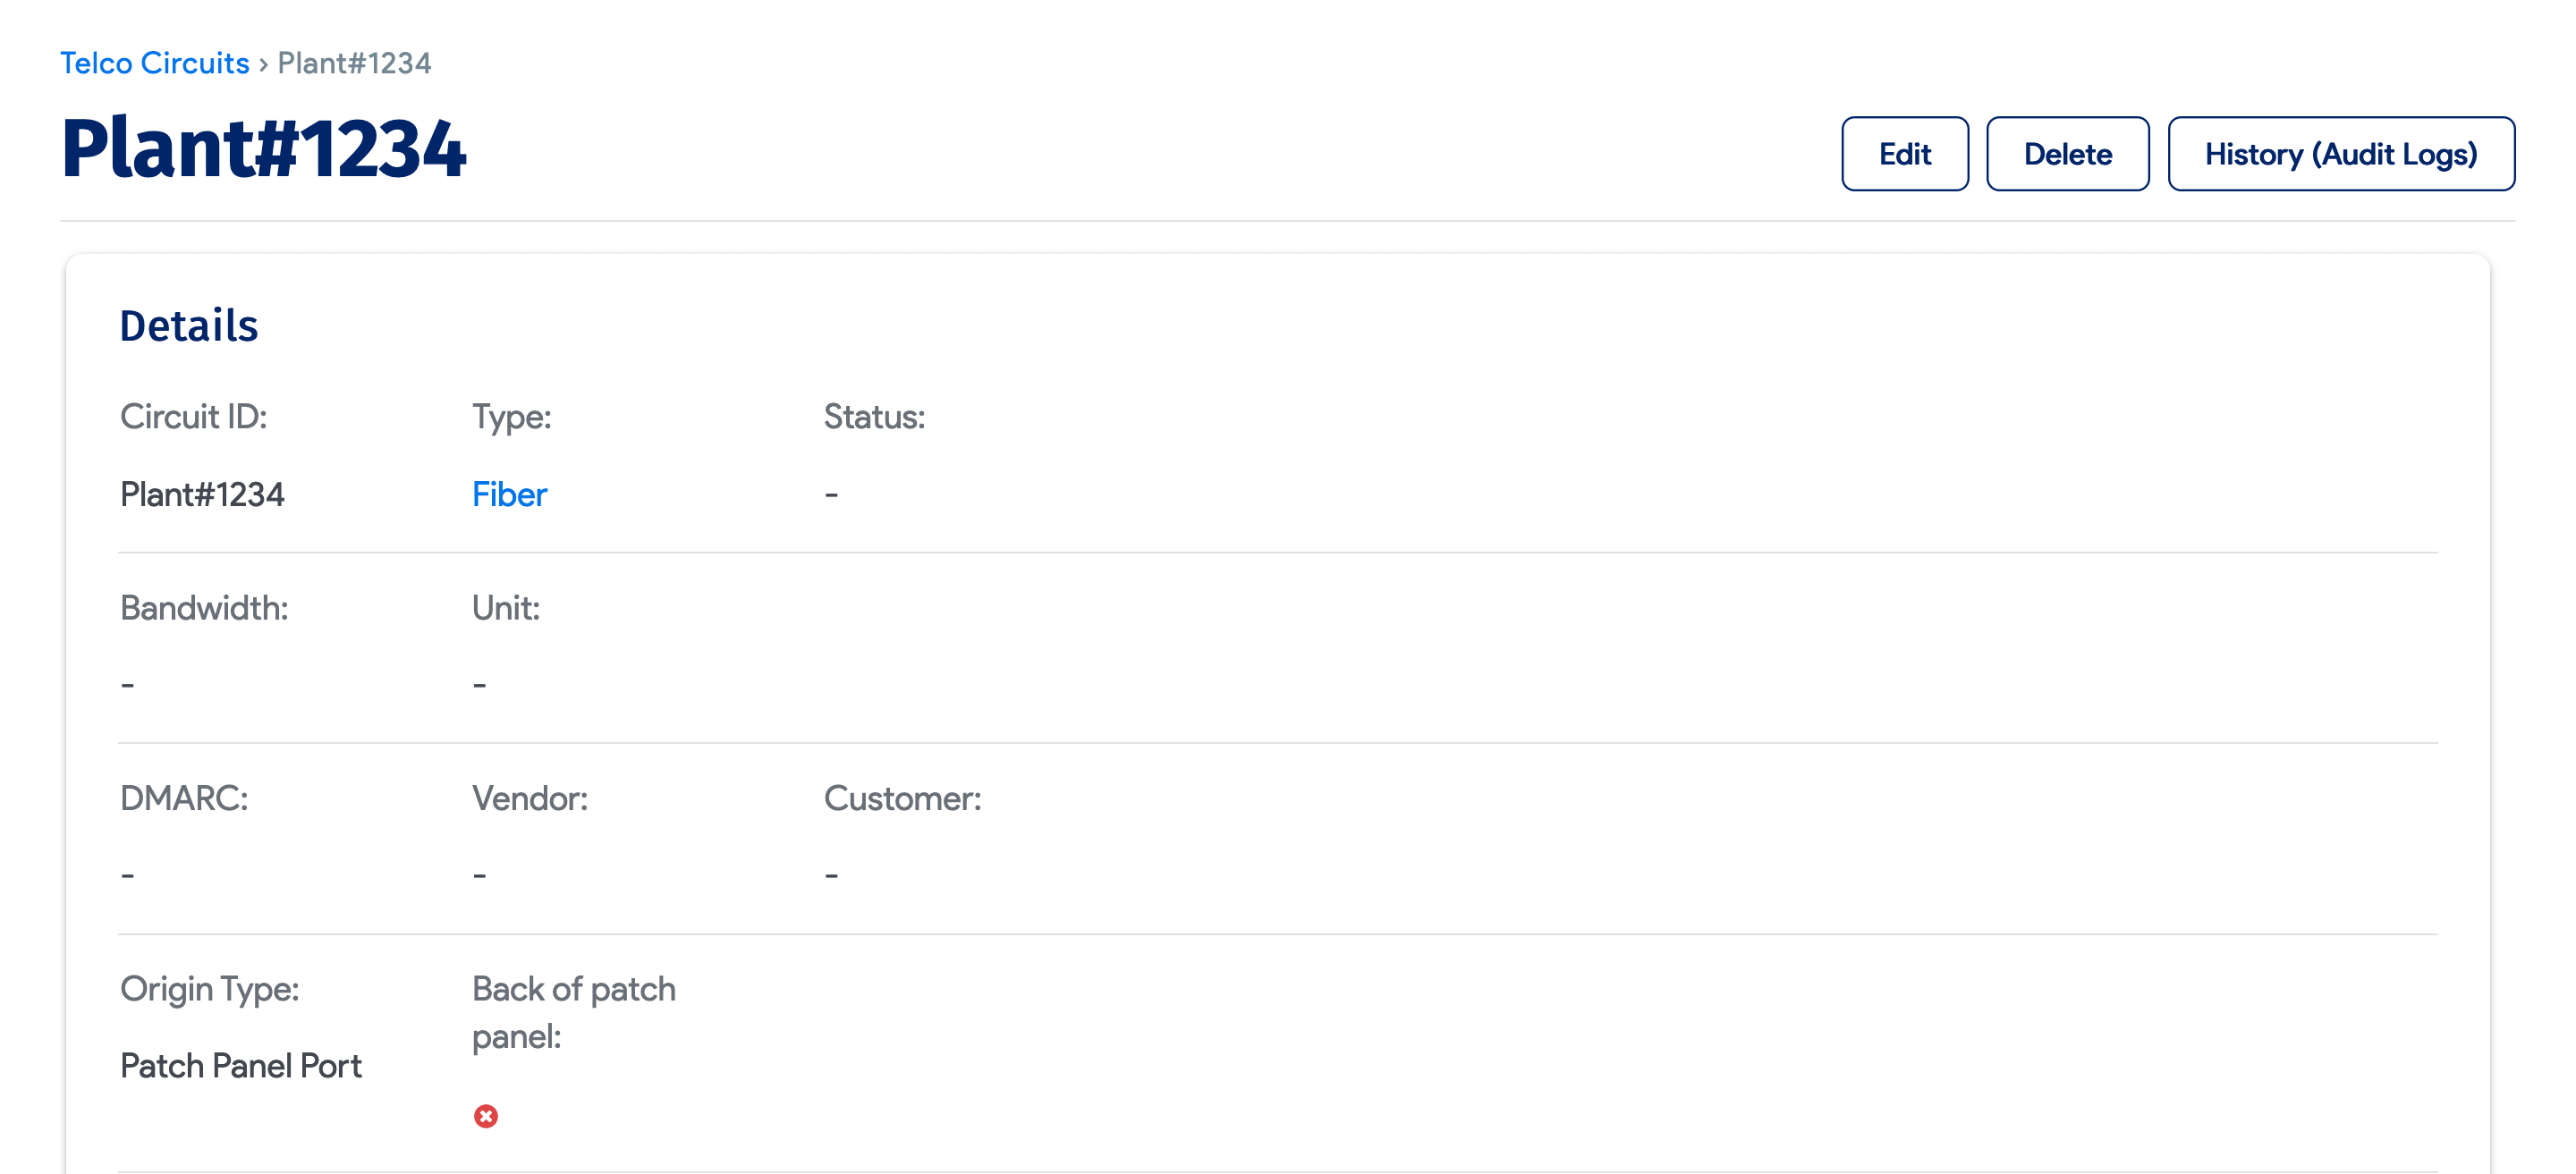 Telco Circuits › Plant#1234
Plant#1234
Edit
Delete
History (Audit Logs)
Details
Circuit ID:
Type:
Status:
Plant#1234
Fiber
-
Bandwidth:
Unit:
-
-
DMARC:
Vendor:
Customer:
-
-
-
Origin Type:
Back of patch
panel:
Patch Panel Port